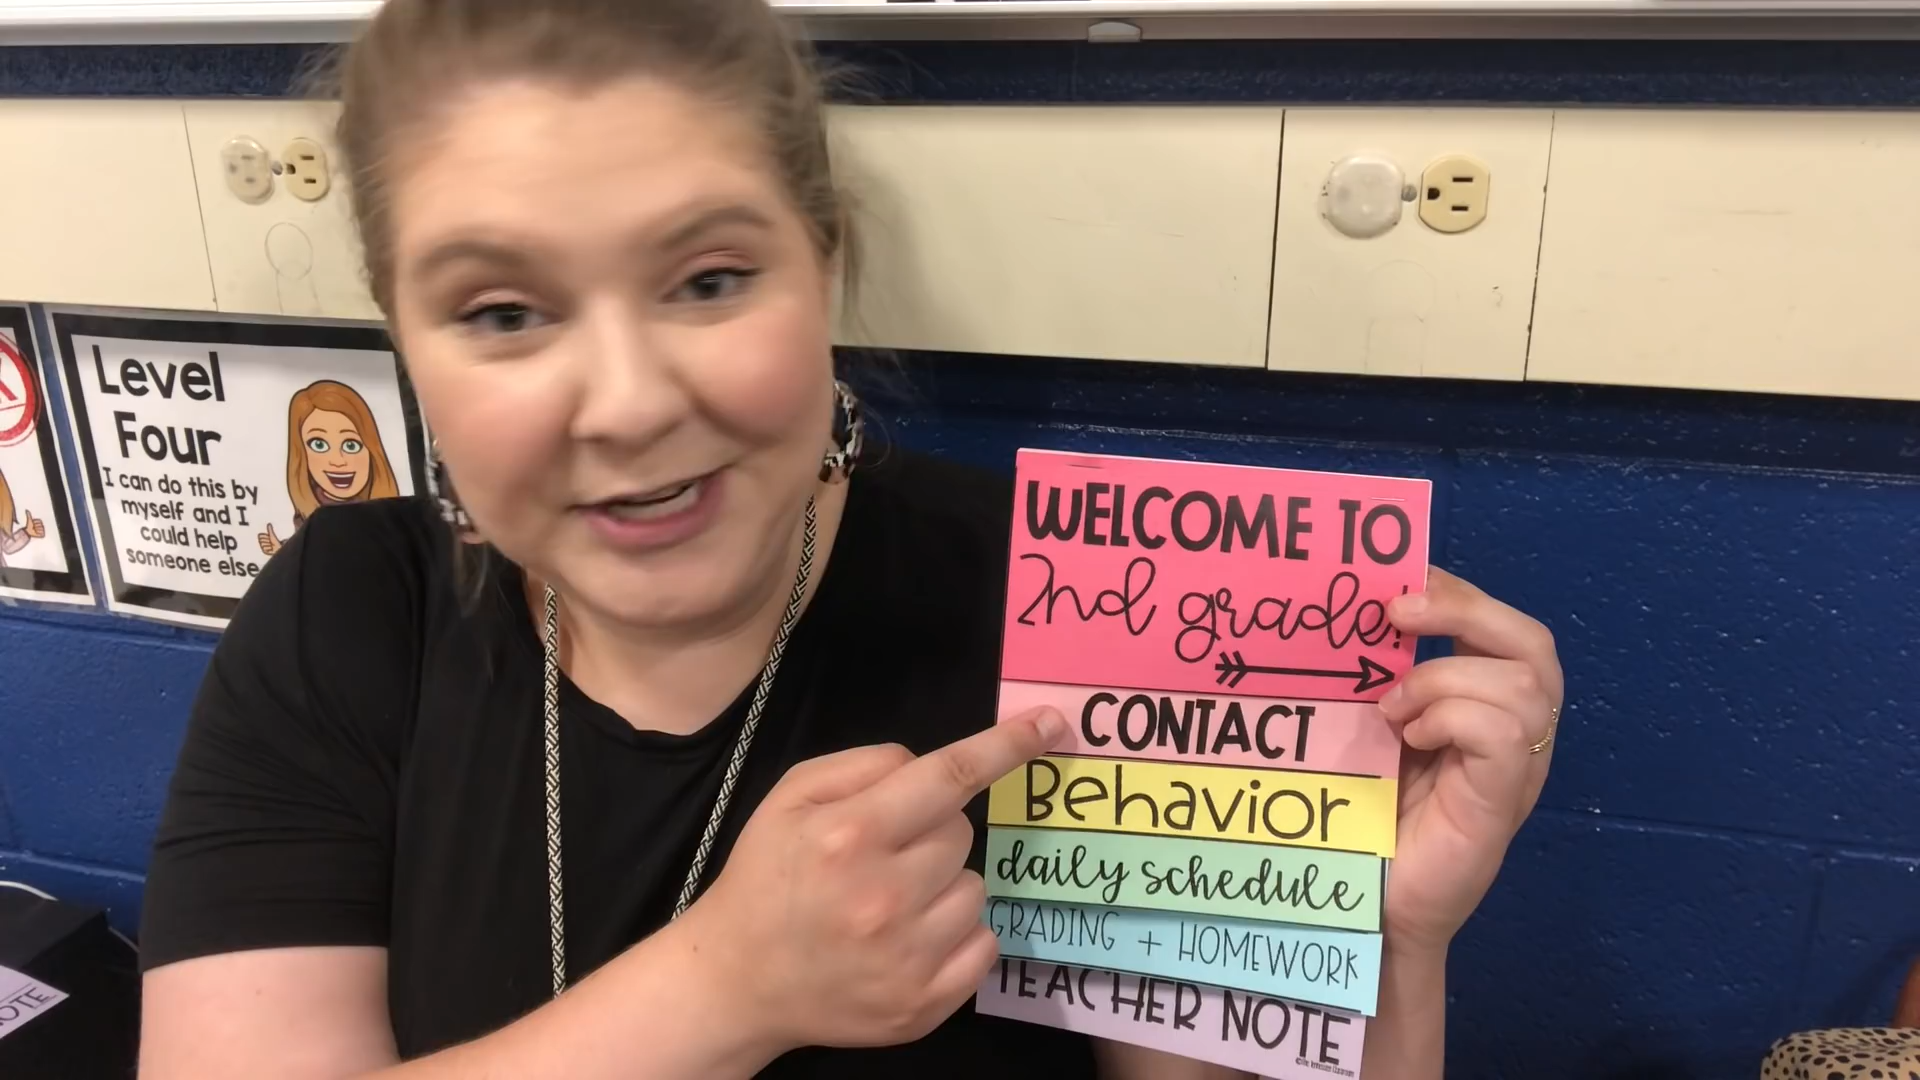 Level
Four
I can do this by
myself and I
could help
someone else
WELCOME TO
2nd grade!
CONTACT
Behavior
daily schedule
GRADING + HOMEWORK
TEACHER NOTE